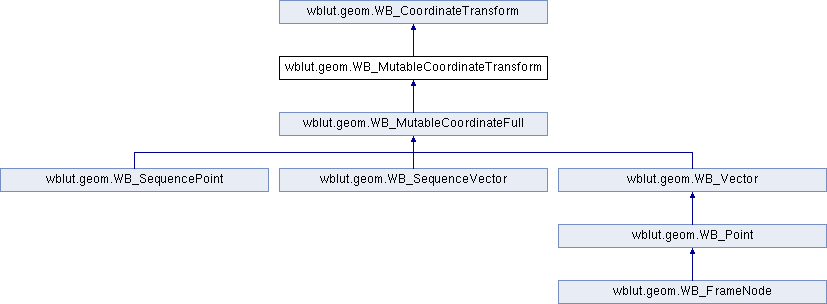 wblut.geom.WB_CoordinateTransform
wblut.geom.WB_MutableCoordinateTransform
wblut.geom.WB_MutableCoordinateFull
wblut.geom.WB_SequencePoint
wblut.geom.WB_SequenceVector
wblut.geom.WB_Vector
wblut.geom.WB_Point
wblut.geom.WB_FrameNode